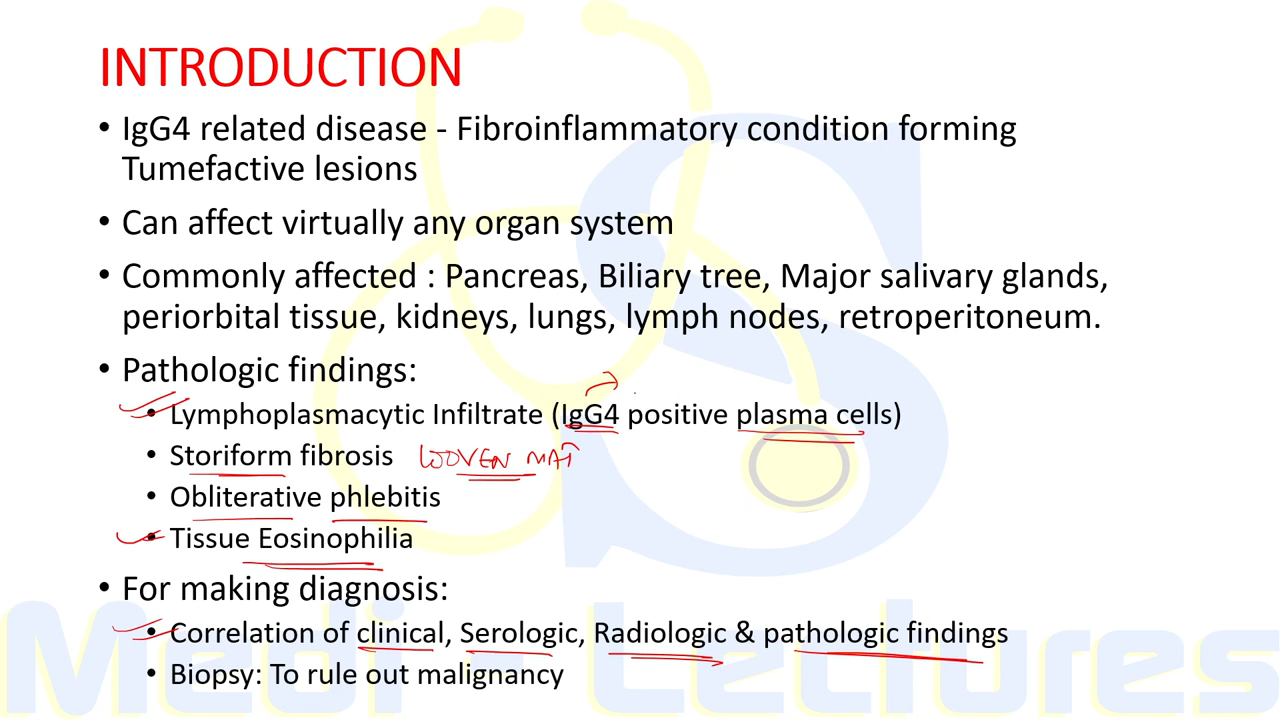 INTRODUCTION
• IgG4 related disease - Fibroinflammatory condition forming
Tumefactive lesions
• Can affect virtually any organ system
• Commonly affected : Pancreas, Biliary tree, Major salivary glands,
periorbital tissue, kidneys, lungs, lymph nodes, retroperitoneum.
• Pathologic findings:
• Lymphoplasmacytic Infiltrate (IgG4 positive plasma cells)
• Storiform fibrosis WOVEN MAT
• Obliterative phlebitis
• Tissue Eosinophilia
• For making diagnosis:
• Correlation of clinical, Serologic, Radiologic & pathologic findings
• Biopsy: To rule out malignancy
Medi Lectures